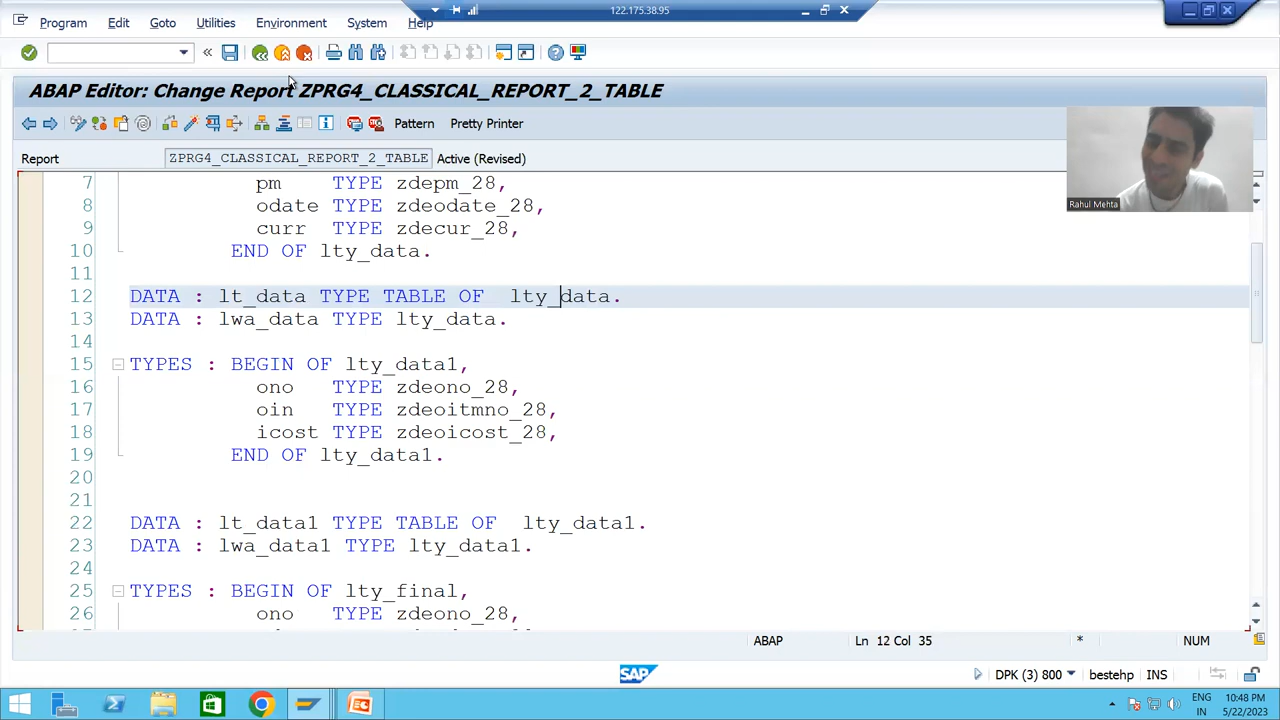 122.175.38.95
Program Edit Goto Utilities Environment System Help
ABAP Editor: Change Report ZPRG4_CLASSICAL_REPORT_2_TABLE
Pattern Pretty Printer
Report ZPRG4_CLASSICAL_REPORT_2_TABLE Active (Revised)
Rahul Mehta
7 pm TYPE zdepm_28,
8 odate TYPE zdeodate_28,
9 curr TYPE zdecur_28,
10 END OF lty_data.
11
12 DATA : lt_data TYPE TABLE OF lty_data.
13 DATA : lwa_data TYPE lty_data.
14
15 TYPES : BEGIN OF lty_data1,
16 ono TYPE zdeono_28,
17 oin TYPE zdeoitmno_28,
18 icost TYPE zdeoicost_28,
19 END OF lty_data1.
20
21
22 DATA : lt_data1 TYPE TABLE OF lty_data1.
23 DATA : lwa_data1 TYPE lty_data1.
24
25 TYPES : BEGIN OF lty_final,
26 ono TYPE zdeono_28,
ABAP Ln 12 Col 35 * NUM
SAP DPK (3) 800 bestehp INS
ENG 10:48 PM
IN 5/22/2023